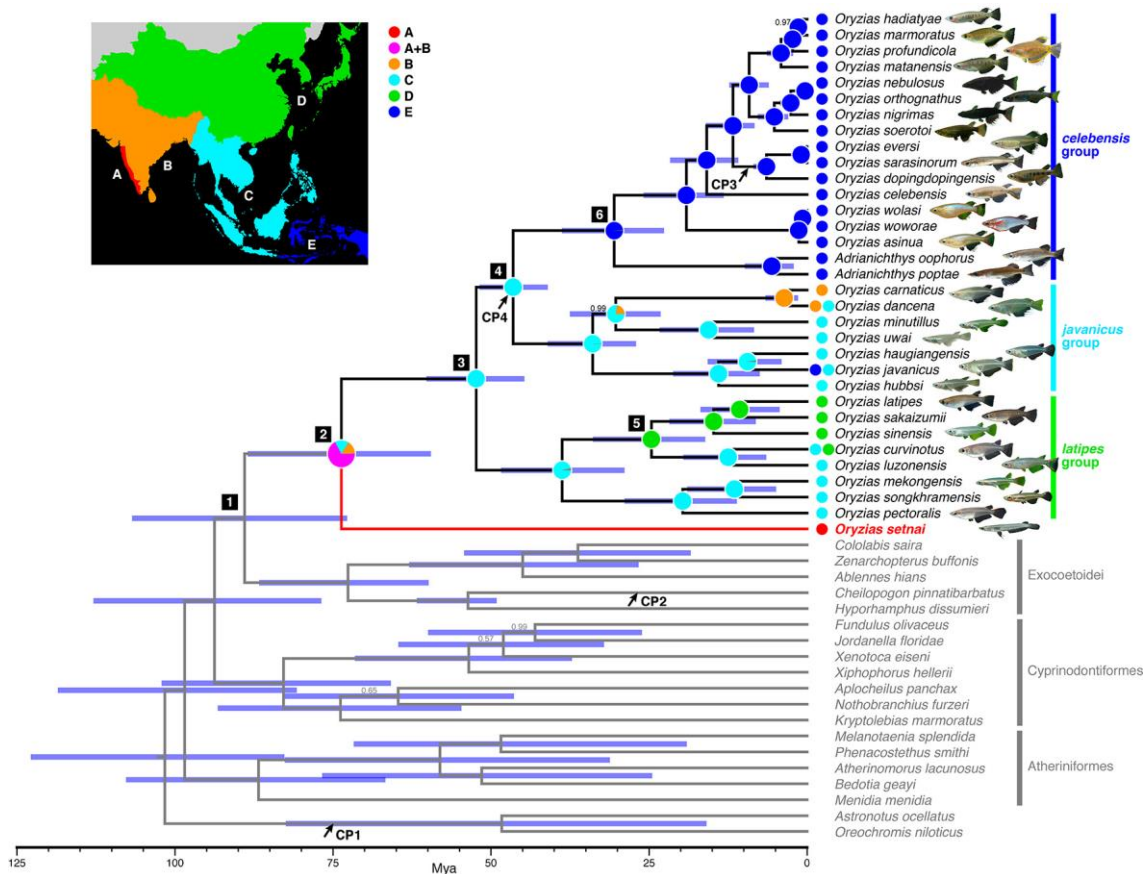 A
A+B
B
C
D
E
D
A
B
C
E
0.97
Oryzias hadiatyae
Oryzias marmoratus
Oryzias profundicola
Oryzias matanensis
Oryzias nebulosus
Oryzias orthognathus
Oryzias nigrimas
Oryzias soerotoi
Oryzias eversi
Oryzias sarasinorum
Oryzias dopingdopingensis
Oryzias celebensis
Oryzias wolasi
Oryzias woworae
Oryzias asinua
Adrianichthys oophorus
Adrianichthys poptae
celebensis
group
CP3
6
4
CP4
0.99
Oryzias carnaticus
Oryzias dancena
Oryzias minutillus
Oryzias uwai
Oryzias haugiangensis
Oryzias javanicus
Oryzias hubbsi
javanicus
group
3
Oryzias latipes
Oryzias sakaizumii
Oryzias sinensis
Oryzias curvinotus
Oryzias luzonensis
Oryzias mekongensis
Oryzias songkhramensis
Oryzias pectoralis
latipes
group
5
2
1
Oryzias setnai
Cololabis saira
Zenarchopterus buffonis
Ablennes hians
Cheilopogon pinnatibarbatus
Hyporhamphus dissumieri
Exocoetoidei
CP2
Fundulus olivaceus
Jordanella floridae
Xenotoca eiseni
Xiphophorus hellerii
Aplocheilus panchax
Nothobranchius furzeri
Kryptolebias marmoratus
Cyprinodontiformes
0.99
0.57
0.65
Melanotaenia splendida
Phenacostethus smithi
Atherinomorus lacunosus
Bedotia geayi
Menidia menidia
Atheriniformes
Astronotus ocellatus
Oreochromis niloticus
CP1
125 100 75 50 25 0
Mya